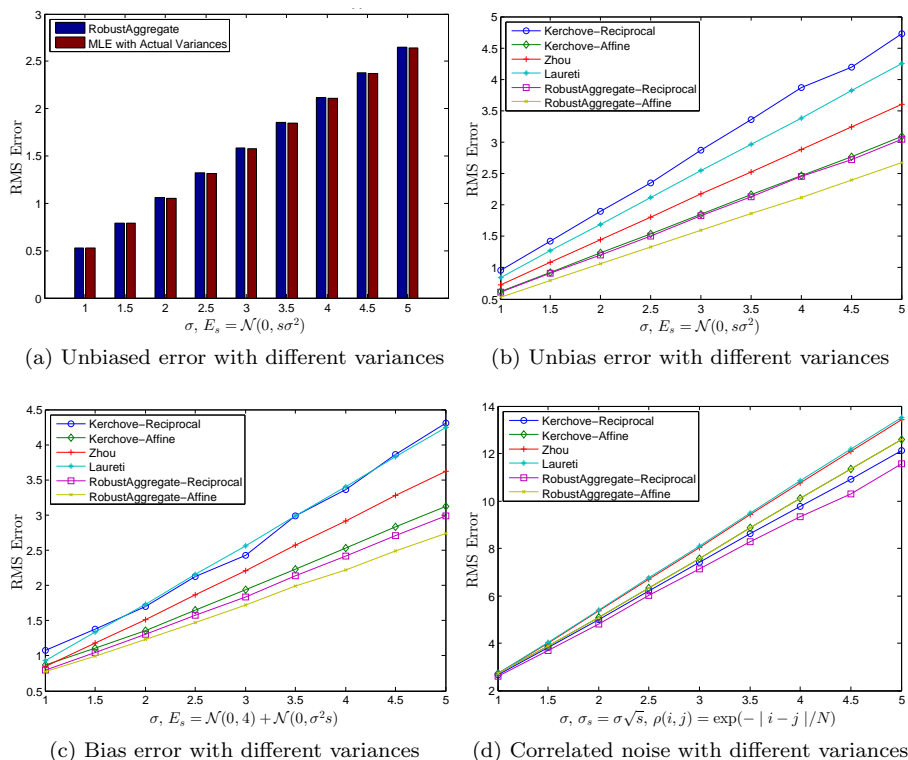 3
2.5
2
1.5
1
0.5
0
RMS Error
RobustAggregate
MLE with Actual Variances
1 1.5 2 2.5 3 3.5 4 4.5 5
σ, E_s = N(0, sσ²)
(a) Unbiased error with different variances
4.5
4
3.5
3
2.5
2
1.5
1
0.5
RMS Error
Kerchove−Reciprocal
Kerchove−Affine
Zhou
Laureti
RobustAggregate−Reciprocal
RobustAggregate−Affine
1 1.5 2 2.5 3 3.5 4 4.5 5
σ, E_s = N(0, sσ²)
(b) Unbias error with different variances
4.5
4
3.5
3
2.5
2
1.5
1
0.5
RMS Error
Kerchove−Reciprocal
Kerchove−Affine
Zhou
Laureti
RobustAggregate−Reciprocal
RobustAggregate−Affine
1 1.5 2 2.5 3 3.5 4 4.5 5
σ, E_s = N(0, 4) + N(0, σ²s)
(c) Bias error with different variances
14
12
10
8
6
4
2
RMS Error
Kerchove−Reciprocal
Kerchove−Affine
Zhou
Laureti
RobustAggregate−Reciprocal
RobustAggregate−Affine
1 1.5 2 2.5 3 3.5 4 4.5 5
σ, σ_s = σ√s, ρ(i, j) = exp(− | i − j |/N)
(d) Correlated noise with different variances